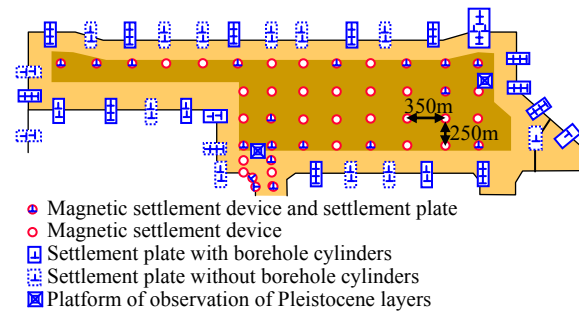 350m
250m
Magnetic settlement device and settlement plate
Magnetic settlement device
Settlement plate with borehole cylinders
Settlement plate without borehole cylinders
Platform of observation of Pleistocene layers